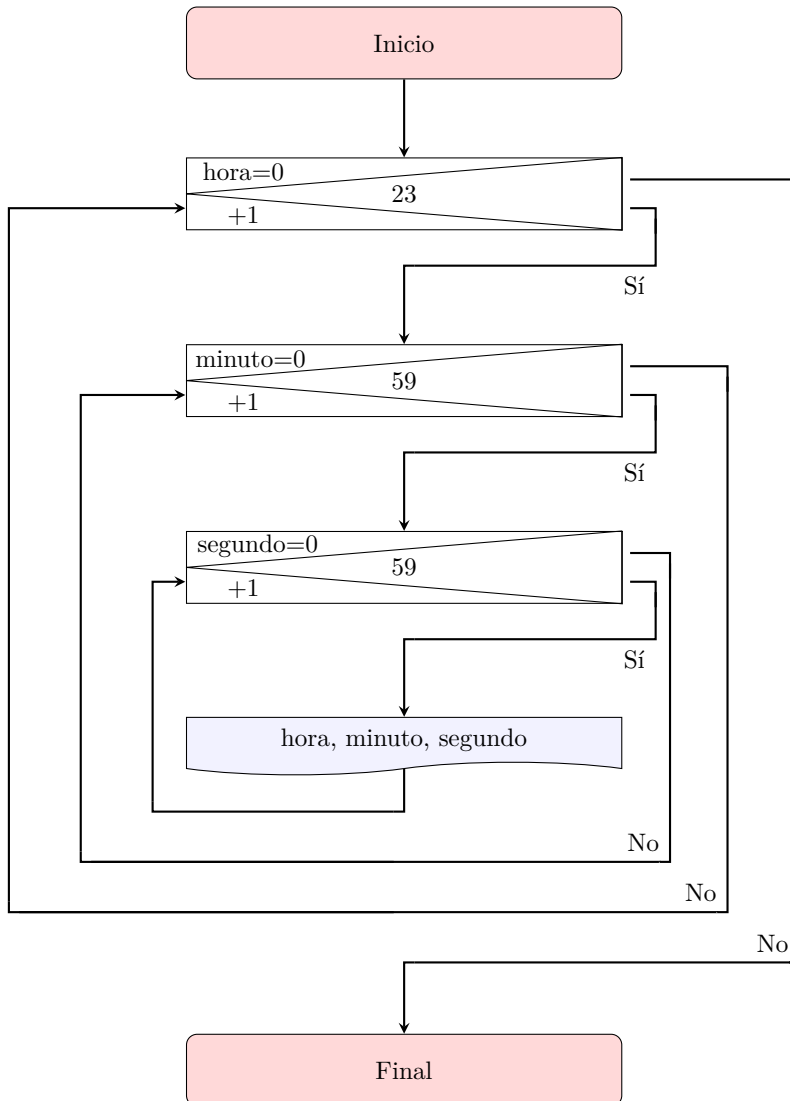 Inicio
hora=0
23
+1
Sí
minuto=0
59
+1
Sí
segundo=0
59
+1
Sí
hora, minuto, segundo
No
No
No
Final